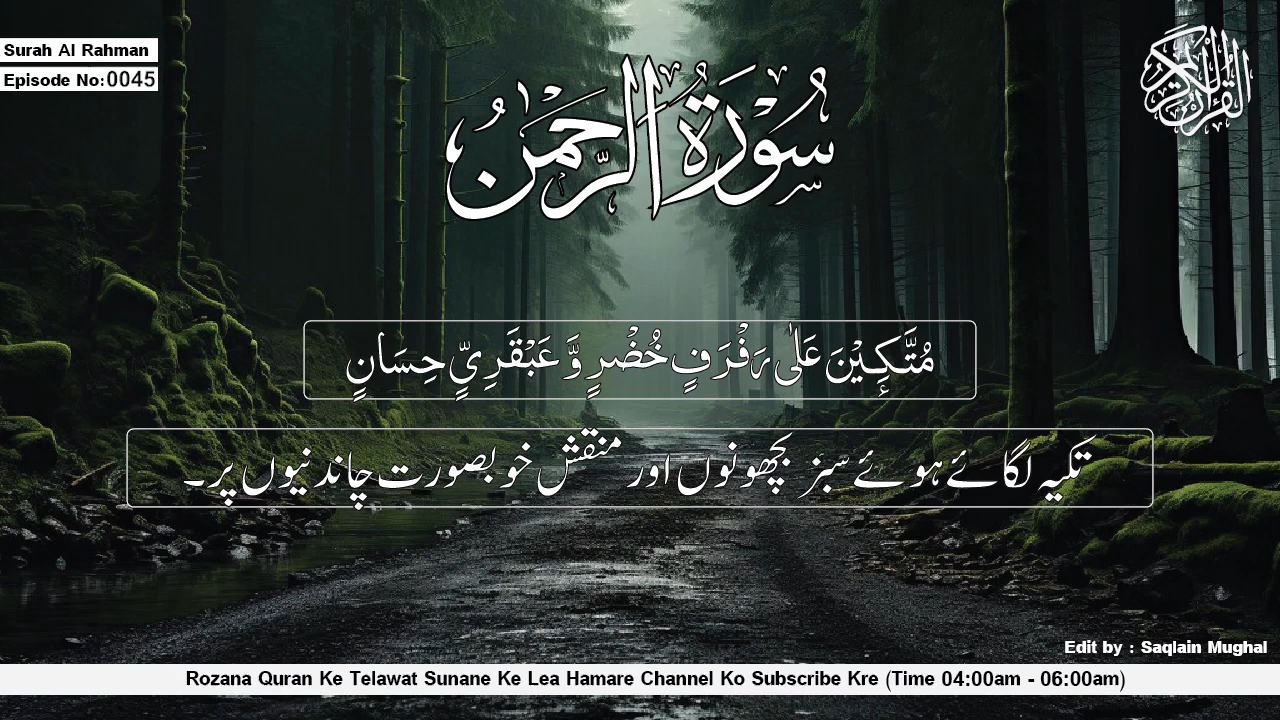 Surah Al Rahman
Episode No:0045
القرآن الكريم
سُوْرَةُ الرَّحْمٰنُ
مُتَّكِـِٕیْنَ عَلٰی رَفْرَفٍ خُضْرٍ وَّ عَبْقَرِیٍّ حِسَانٍ
تکیہ لگائے ہوئے سبز بچھونوں اور منقش خوبصورت چاندنیوں پر۔
Edit by : Saqlain Mughal
Rozana Quran Ke Telawat Sunane Ke Lea Hamare Channel Ko Subscribe Kre (Time 04:00am - 06:00am)